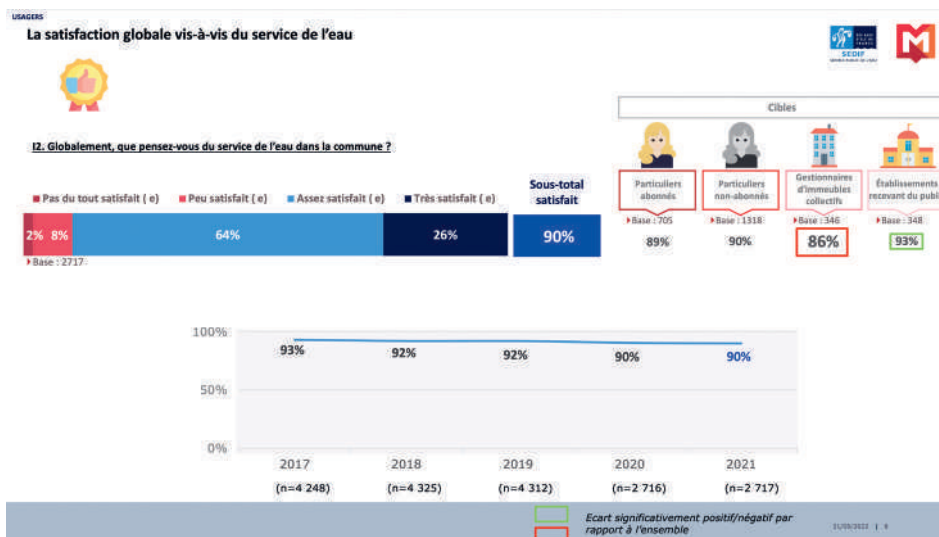 USAGERS
La satisfaction globale vis-à-vis du service de l'eau
SEDIF
M
Cibles
I2. Globalement, que pensez-vous du service de l'eau dans la commune ?
Particuliers abonnés
Particuliers non-abonnés
Gestionnaires d'immeubles collectifs
Établissements recevant du publi
Pas du tout satisfait ( e) Peu satisfait ( e) Assez satisfait ( e) Très satisfait ( e)
Sous-total satisfait
Base : 705 Base : 1318 Base : 346 Base : 348
2% 8% 64% 26% 90%
89% 90% 86% 93%
Base : 2717
100%
93% 92% 92% 90% 90%
50%
0%
2017 2018 2019 2020 2021
(n=4 248) (n=4 325) (n=4 312) (n=2 716) (n=2 717)
Ecart significativement positif/négatif par
rapport à l'ensemble